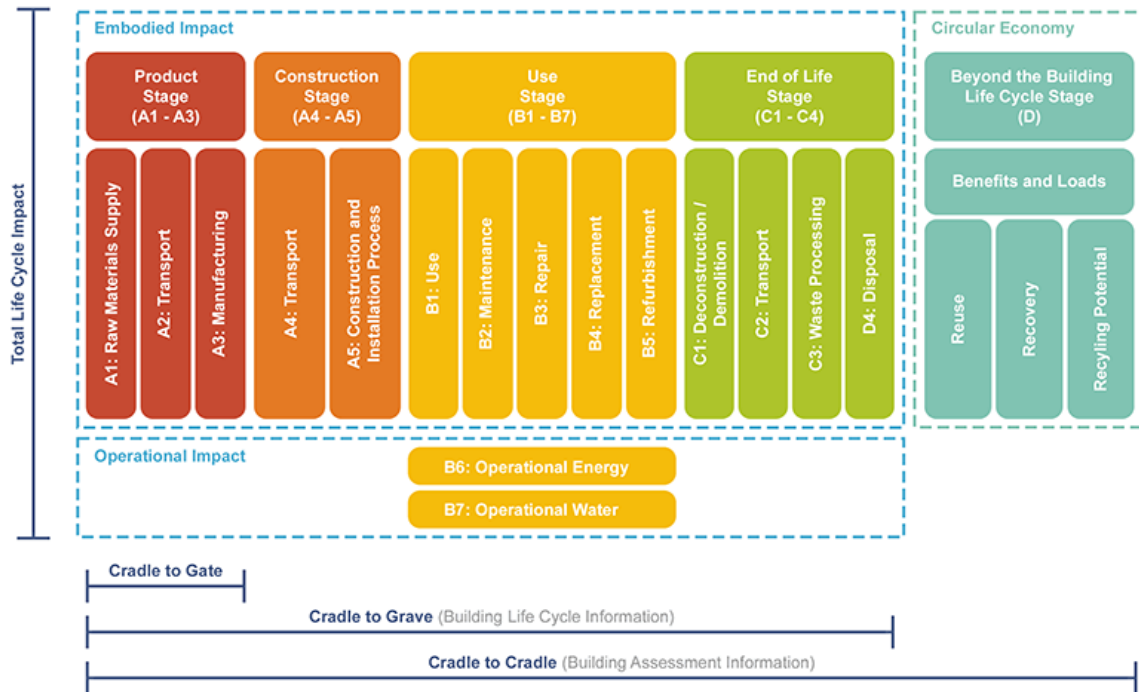 Total Life Cycle Impact
Embodied Impact
Product
Stage
(A1 - A3)
Construction
Stage
(A4 - A5)
Use
Stage
(B1 - B7)
End of Life
Stage
(C1 - C4)
A1: Raw Materials Supply
A2: Transport
A3: Manufacturing
A4: Transport
A5: Construction and
Installation Process
B1: Use
B2: Maintenance
B3: Repair
B4: Replacement
B5: Refurbishment
C1: Deconstruction /
Demolition
C2: Transport
C3: Waste Processing
D4: Disposal
Circular Economy
Beyond the Building
Life Cycle Stage
(D)
Benefits and Loads
Reuse
Recovery
Recyling Potential
Operational Impact
B6: Operational Energy
B7: Operational Water
Cradle to Gate
Cradle to Grave (Building Life Cycle Information)
Cradle to Cradle (Building Assessment Information)